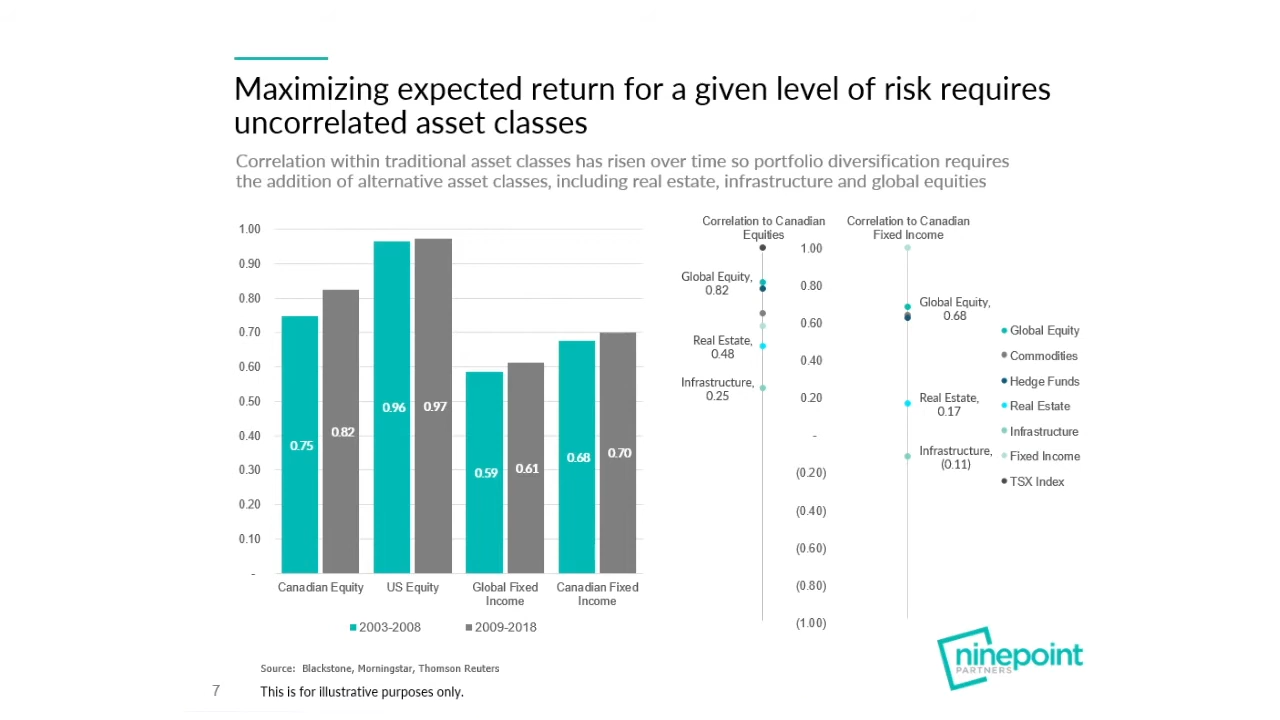 Maximizing expected return for a given level of risk requires
uncorrelated asset classes
Correlation within traditional asset classes has risen over time so portfolio diversification requires
the addition of alternative asset classes, including real estate, infrastructure and global equities
1.00
0.90
0.80
0.70
0.60
0.50
0.40
0.30
0.20
0.10
-
0.75
0.82
0.96
0.97
0.59
0.61
0.68
0.70
Canadian Equity
US Equity
Global Fixed
Income
Canadian Fixed
Income
2003-2008
2009-2018
Correlation to Canadian
Equities
Global Equity,
0.82
Real Estate,
0.48
Infrastructure,
0.25
1.00
0.80
0.60
0.40
0.20
-
(0.20)
(0.40)
(0.60)
(0.80)
(1.00)
Correlation to Canadian
Fixed Income
Global Equity,
0.68
Real Estate,
0.17
Infrastructure,
(0.11)
Global Equity
Commodities
Hedge Funds
Real Estate
Infrastructure
Fixed Income
TSX Index
Source: Blackstone, Morningstar, Thomson Reuters
7
This is for illustrative purposes only.
ninepoint
PARTNERS